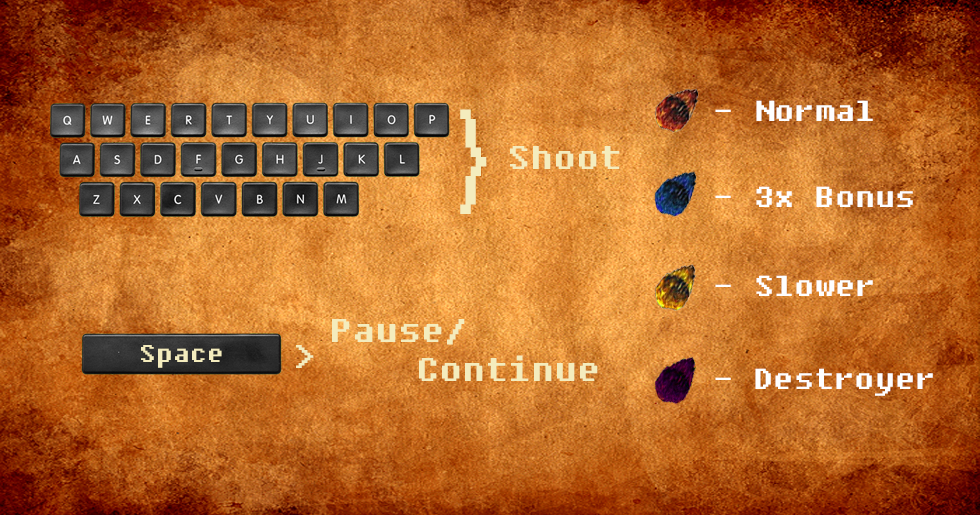 Q W E R T Y U I O P
A S D F G H J K L
Z X C V B N M
} Shoot
Space > Pause/
Continue
- Normal
- 3x Bonus
- Slower
- Destroyer